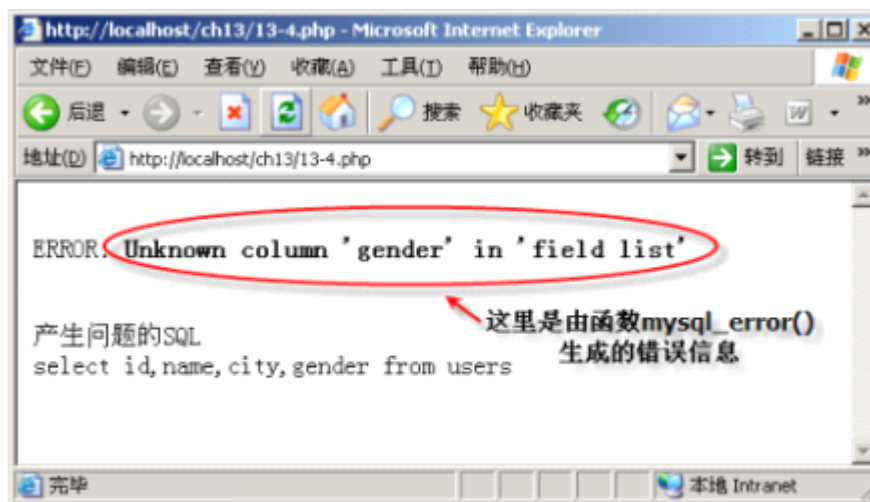 http://localhost/ch13/13-4.php - Microsoft Internet Explorer
文件(F) 编辑(E) 查看(V) 收藏(A) 工具(T) 帮助(H)
后退 搜索 收藏夹 W »
地址(D) http://localhost/ch13/13-4.php 转到 链接 »
ERROR: Unknown column 'gender' in 'field list'
这里是由函数mysql_error()
生成的错误信息
产生问题的SQL
select id,name,city,gender from users
完毕 本地 Intranet